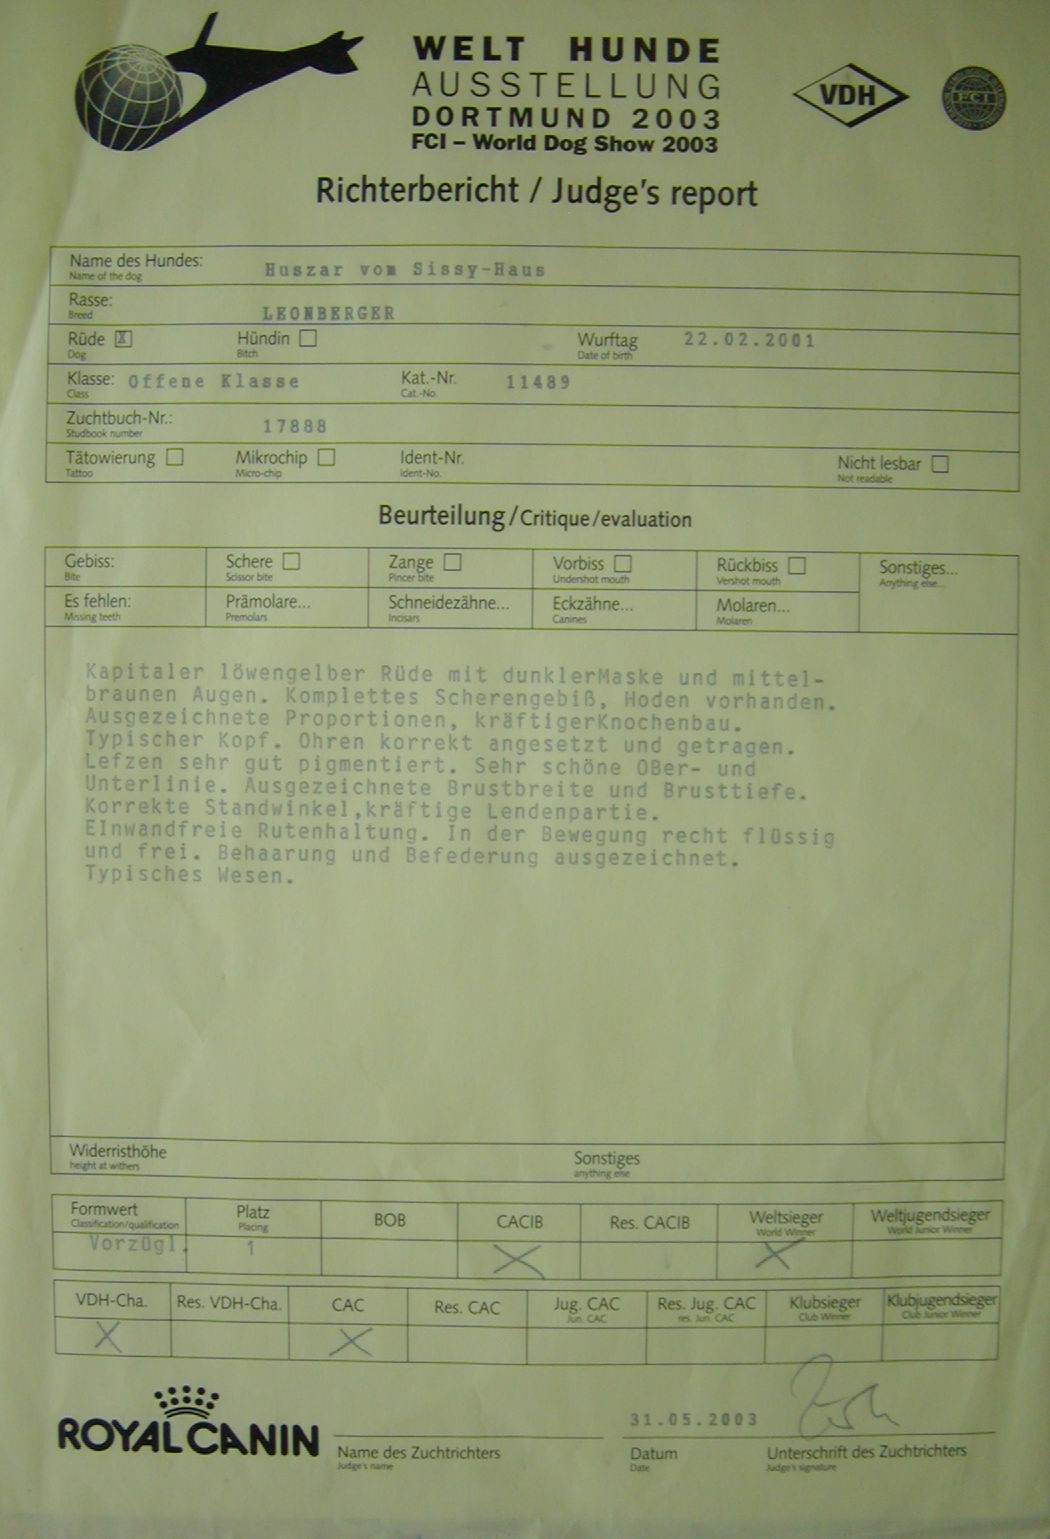 WELT HUNDE
AUSSTELLUNG
DORTMUND 2003
FCI – World Dog Show 2003
VDH
FCI
Richterbericht / Judge's report
Name des Hundes: Huszar vom Sissy-Haus
Name of the dog
Rasse: LEONBERGER
Breed
Rüde X Hündin Wurftag 22.02.2001
Dog Bitch Date of birth
Klasse: Offene Klasse Kat.-Nr. 11489
Class Cat.-No.
Zuchtbuch-Nr.: 17888
Studbook number
Tätowierung Mikrochip Ident-Nr. Nicht lesbar
Tattoo Micro-chip Ident-No. Not readable
Beurteilung/Critique/evaluation
Gebiss: Schere Zange Vorbiss Rückbiss Sonstiges...
Bite Scissor bite Pincer bite Undershot mouth Vershot mouth Anything else...
Es fehlen: Prämolare... Schneidezähne... Eckzähne... Molaren...
Missing teeth Premolars Incisars Canines Molaren
Kapitaler löwengelber Rüde mit dunklerMaske und mittel-
braunen Augen. Komplettes Scherengebiß, Hoden vorhanden.
Ausgezeichnete Proportionen, kräftigerKnochenbau.
Typischer Kopf. Ohren korrekt angesetzt und getragen.
Lefzen sehr gut pigmentiert. Sehr schöne OBer- und
Unterlinie. Ausgezeichnete Brustbreite und Brusttiefe.
Korrekte Standwinkel,kräftige Lendenpartie.
EInwandfreie Rutenhaltung. In der Bewegung recht flüssig
und frei. Behaarung und Befederung ausgezeichnet.
Typisches Wesen.
Widerristhöhe Sonstiges
height at withers anything else
Formwert Platz BOB CACIB Res. CACIB Weltsieger Weltjugendsieger
Classification/qualification Placing World Winner World Junior Winner
Vorzügl. 1 X X
VDH-Cha. Res. VDH-Cha. CAC Res. CAC Jug. CAC Res. Jug. CAC Klubsieger Klubjugendsieger
Jun. CAC res. Jun. CAC Club Winner Club Junior Winner
X X
ROYAL CANIN
31.05.2003
Name des Zuchtrichters Datum Unterschrift des Zuchtrichters
Judge's name Date Judge's signature